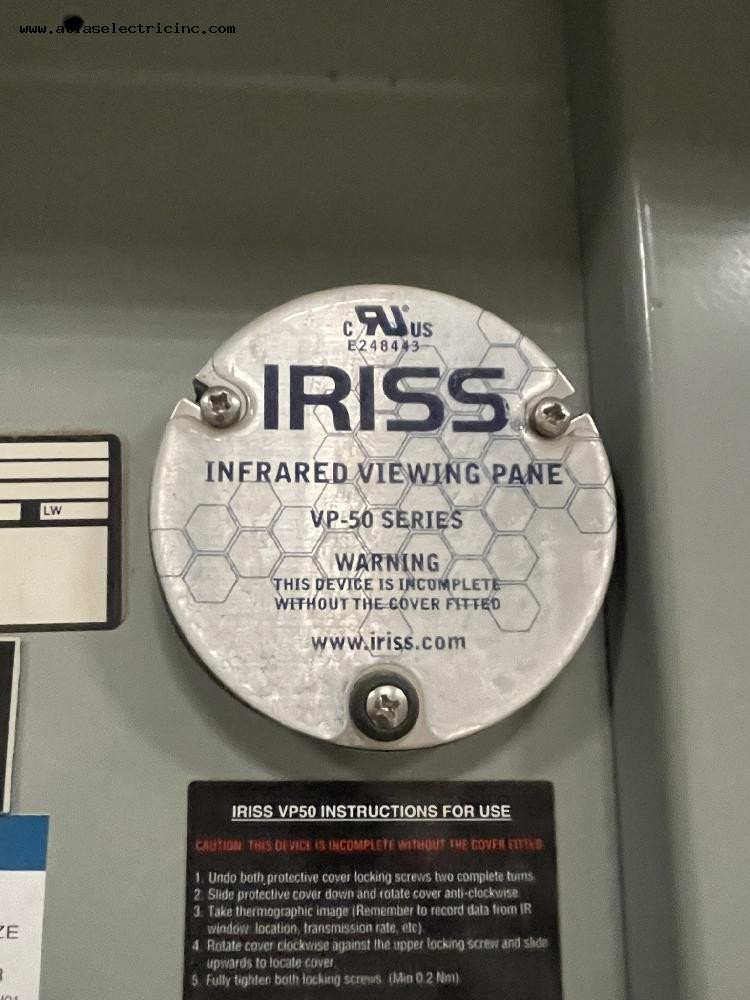 www.atlaselectricinc.com
C RU US
E248443
IRISS
INFRARED VIEWING PANE
VP-50 SERIES
WARNING
THIS DEVICE IS INCOMPLETE
WITHOUT THE COVER FITTED
www.iriss.com
LW
IRISS VP50 INSTRUCTIONS FOR USE
CAUTION: THIS DEVICE IS INCOMPLETE WITHOUT THE COVER FITTED
1. Undo both protective cover locking screws two complete turns.
2. Slide protective cover down and rotate cover anti-clockwise.
3. Take thermographic image (Remember to record data from IR
window location, transmission rate, etc).
4. Rotate cover clockwise against the upper locking screw and slide
upwards to locate cover.
5. Fully tighten both locking screws. (Min 0.2 Nm)
ZE
R